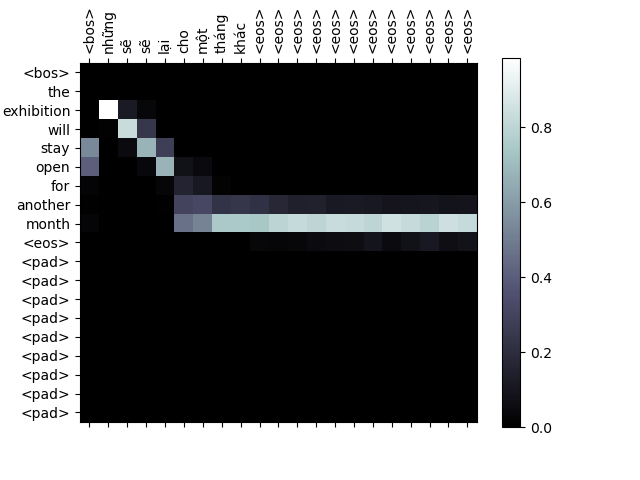 <bos> những sẽ sẽ lại cho một tháng khác <eos> <eos> <eos> <eos> <eos> <eos> <eos> <eos> <eos> <eos> <eos> <eos>
<bos>
the
exhibition
will
stay
open
for
another
month
<eos>
<pad>
<pad>
<pad>
<pad>
<pad>
<pad>
<pad>
<pad>
<pad>
0.8
0.6
0.4
0.2
0.0